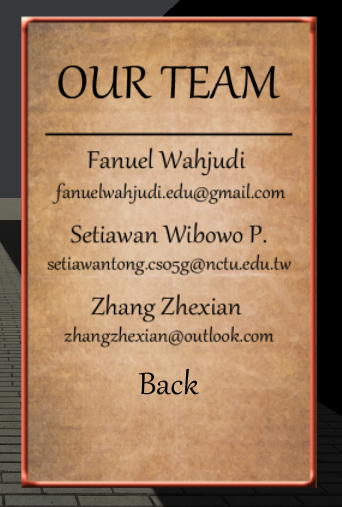 OUR TEAM
Fanuel Wahjudi
fanuelwahjudi.edu@gmail.com
Setiawan Wibowo P.
setiawantong.cs05g@nctu.edu.tw
Zhang Zhexian
zhangzhexian@outlook.com
Back